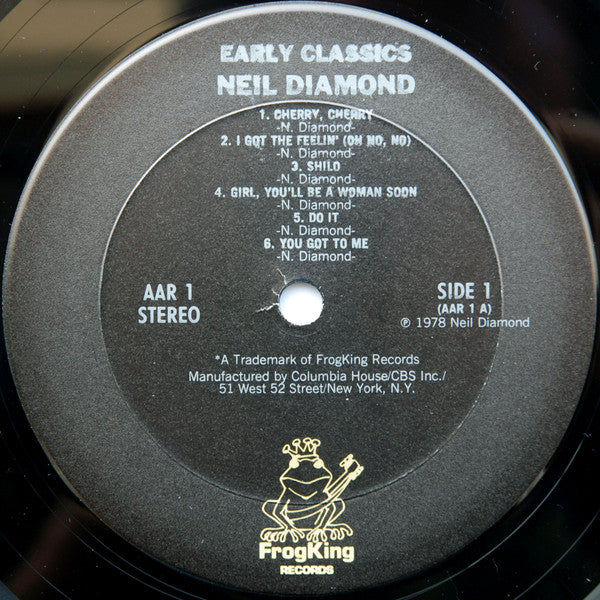 EARLY CLASSICS
NEIL DIAMOND
1. CHERRY, CHERRY
-N. Diamond-
2. I GOT THE FEELIN' (OH NO, NO)
-N. Diamond-
3. SHILO
-N. Diamond-
4. GIRL, YOU'LL BE A WOMAN SOON
-N. Diamond-
5. DO IT
-N. Diamond-
6. YOU GOT TO ME
-N. Diamond-
AAR 1
STEREO
SIDE 1
(AAR 1 A)
℗ 1978 Neil Diamond
*A Trademark of FrogKing Records
Manufactured by Columbia House/CBS Inc./
51 West 52 Street/New York, N.Y.
FrogKing
RECORDS